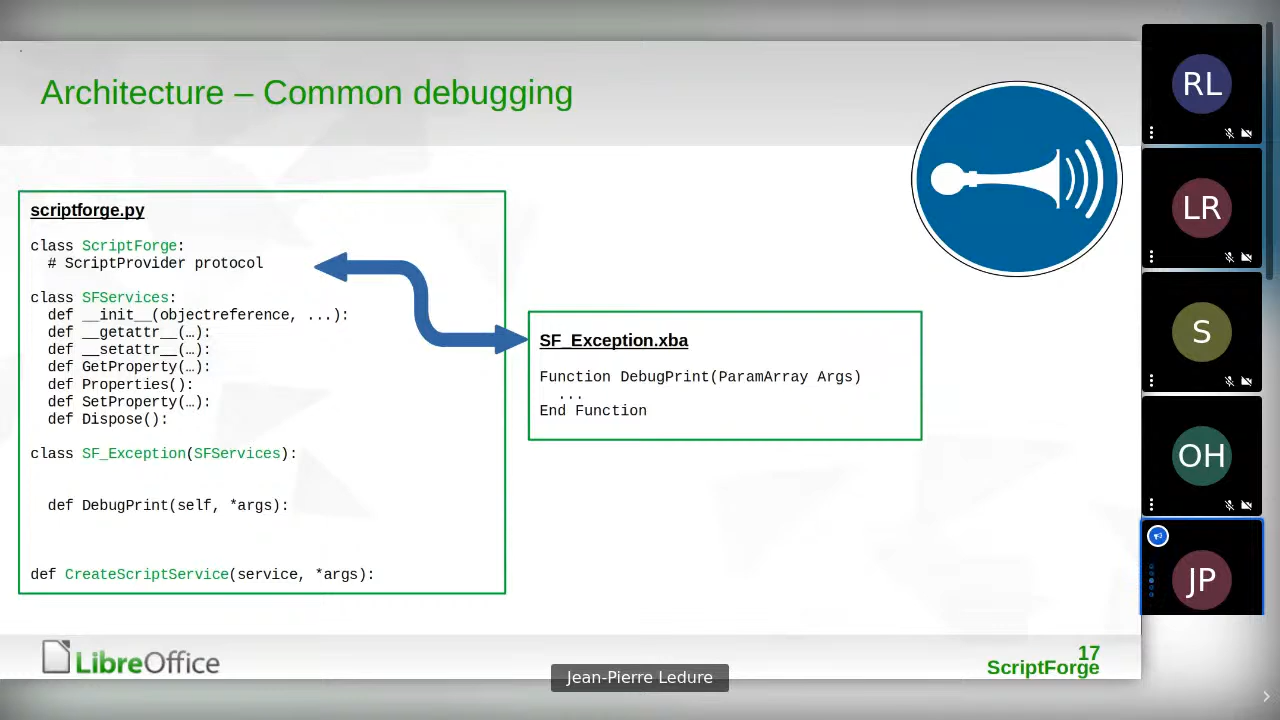 Architecture – Common debugging
scriptforge.py
class ScriptForge:
# ScriptProvider protocol
class SFServices:
def __init__(objectreference, ...):
def __getattr__(…):
def __setattr__(…):
def GetProperty(…):
def Properties():
def SetProperty(…):
def Dispose():
class SF_Exception(SFServices):
def DebugPrint(self, *args):
def CreateScriptService(service, *args):
SF_Exception.xba
Function DebugPrint(ParamArray Args)
...
End Function
LibreOffice
17
ScriptForge
Jean-Pierre Ledure
RL
LR
S
OH
JP